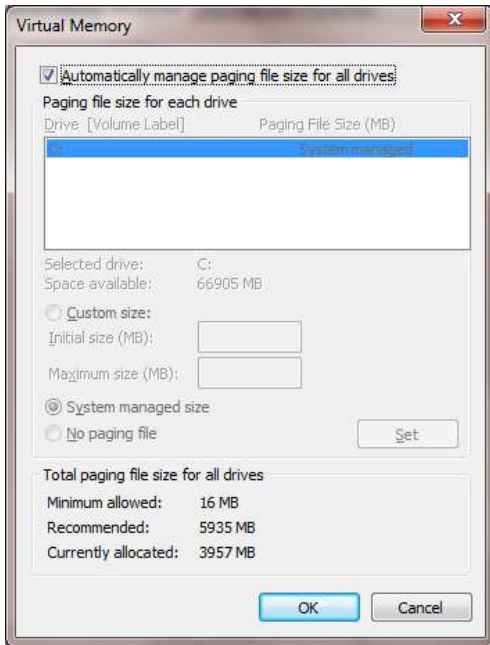 Virtual Memory
Automatically manage paging file size for all drives
Paging file size for each drive
Drive [Volume Label] Paging File Size (MB)
C: System managed
Selected drive: C:
Space available: 66905 MB
Custom size:
Initial size (MB):
Maximum size (MB):
System managed size
No paging file
Set
Total paging file size for all drives
Minimum allowed: 16 MB
Recommended: 5935 MB
Currently allocated: 3957 MB
OK Cancel